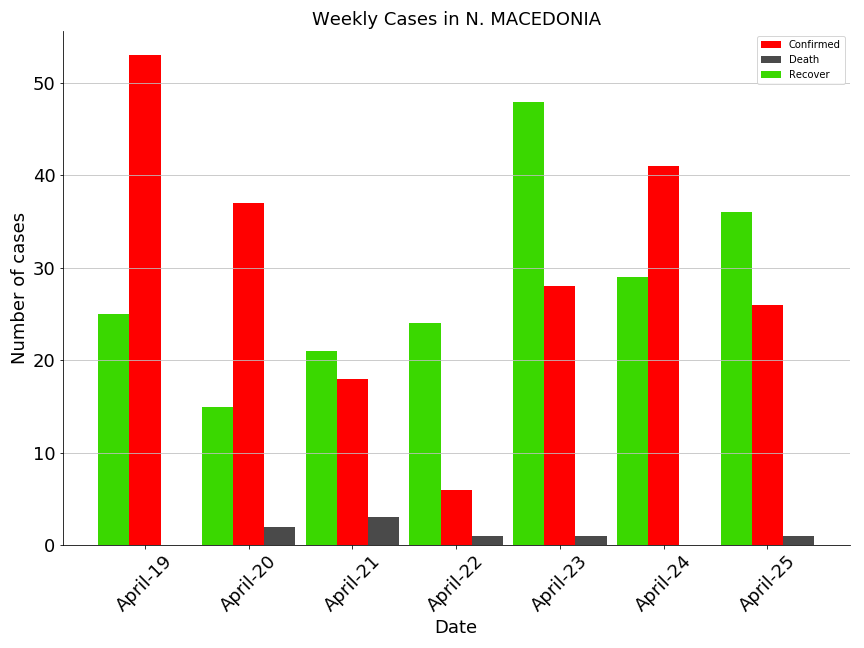 Weekly Cases in N. MACEDONIA
Confirmed
Death
Recover
Number of cases
50
40
30
20
10
0
April-19
April-20
April-21
April-22
April-23
April-24
April-25
Date